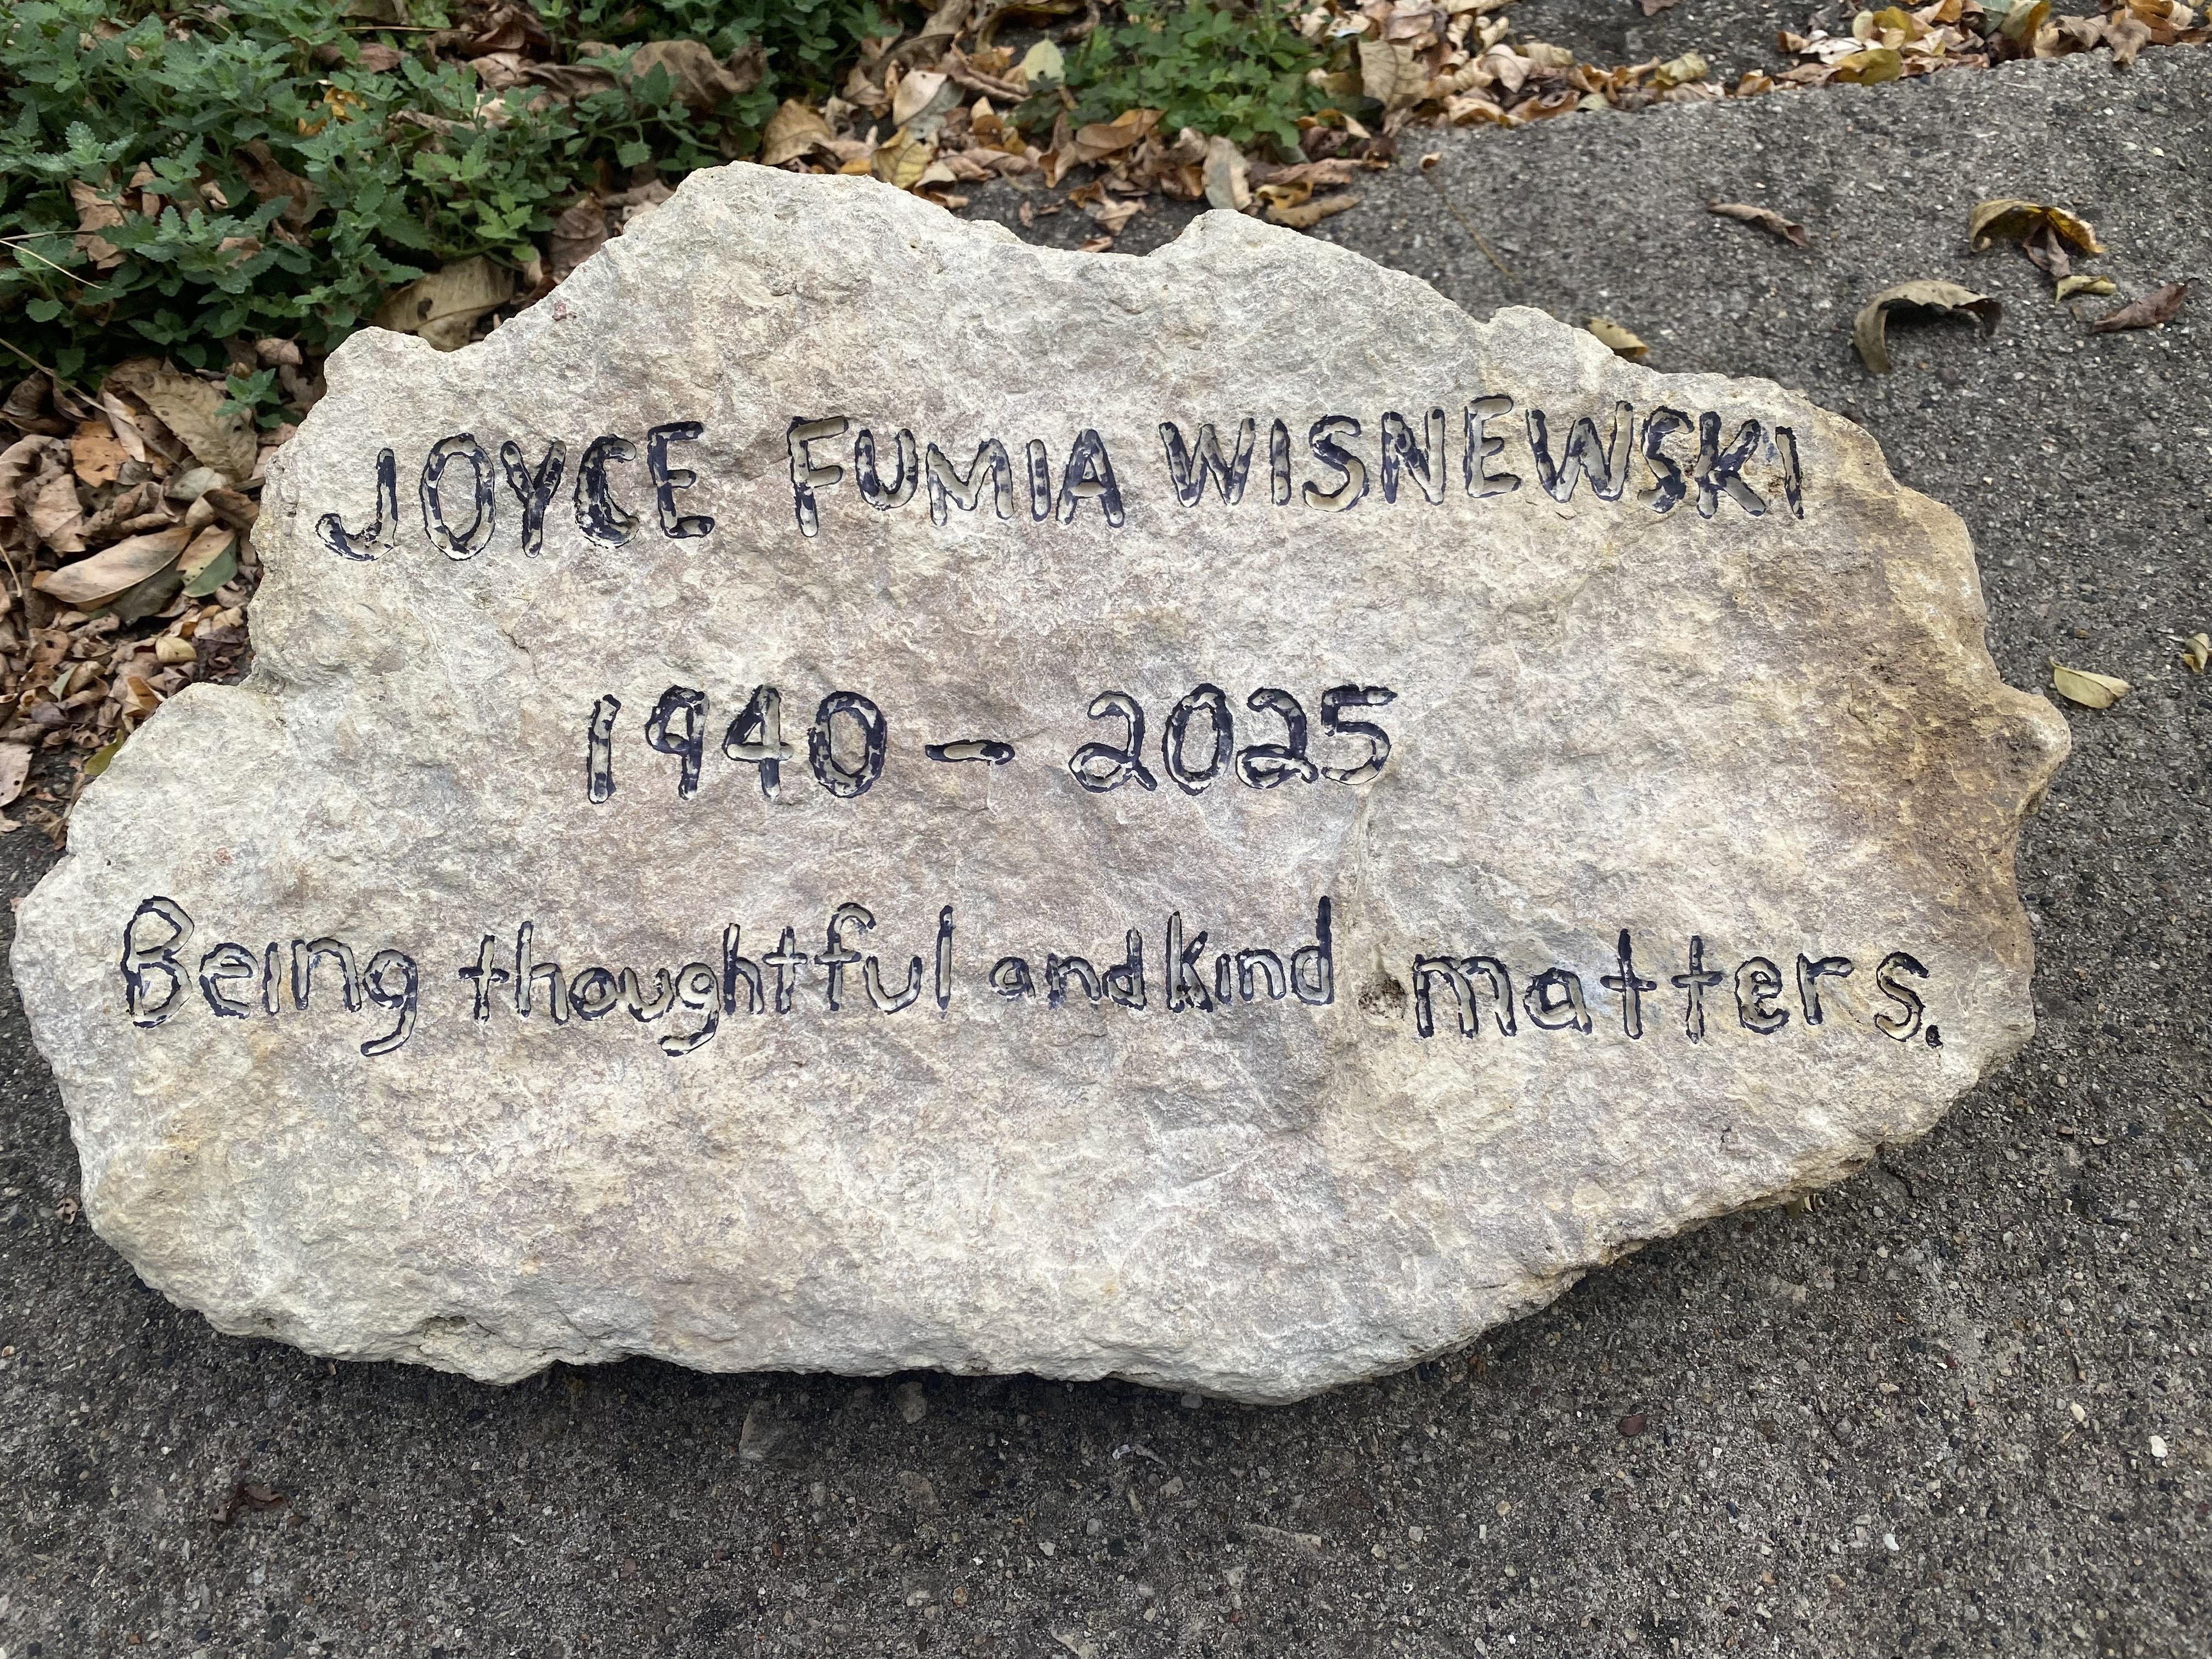 JOYCE FUMIA WISNEWSKI
1940 - 2025
Being thoughtful and kind matters.